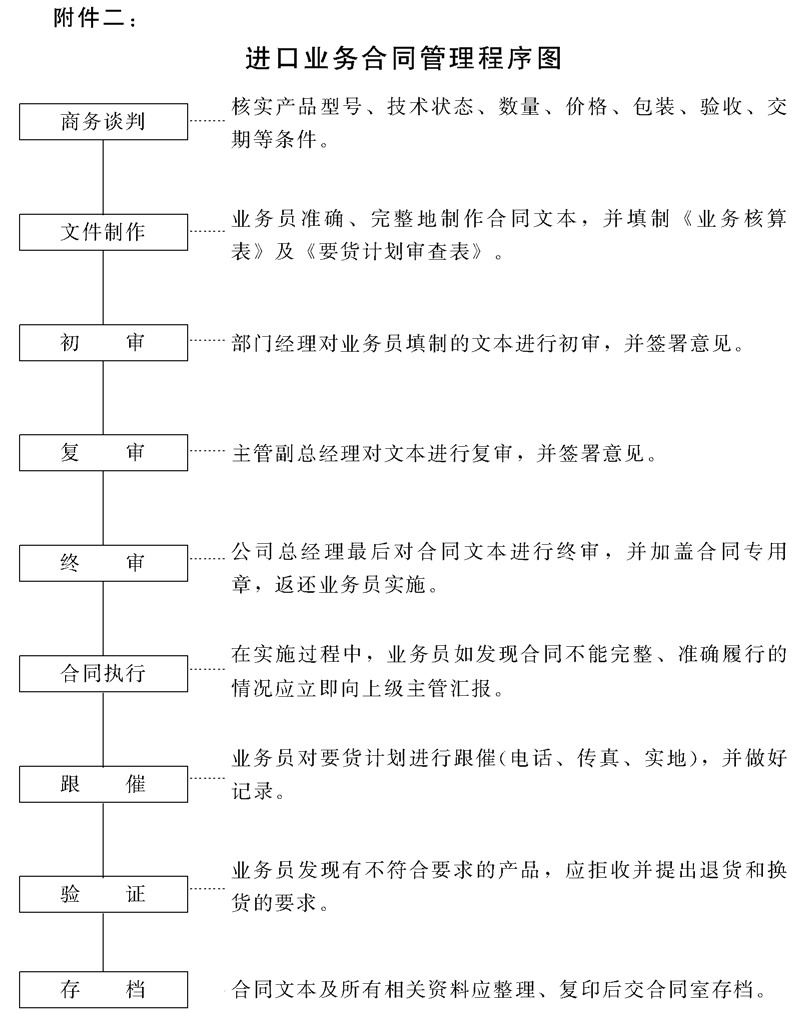 附件二：
进口业务合同管理程序图
商务谈判
核实产品型号、技术状态、数量、价格、包装、验收、交
期等条件。
文件制作
业务员准确、完整地制作合同文本，并填制《业务核算
表》及《要货计划审查表》。
初 审
部门经理对业务员填制的文本进行初审，并签署意见。
复 审
主管副总经理对文本进行复审，并签署意见。
终 审
公司总经理最后对合同文本进行终审，并加盖合同专用
章，返还业务员实施。
合同执行
在实施过程中，业务员如发现合同不能完整、准确履行的
情况应立即向上级主管汇报。
跟 催
业务员对要货计划进行跟催(电话、传真、实地)，并做好
记录。
验 证
业务员发现有不符合要求的产品，应拒收并提出退货和换
货的要求。
存 档
合同文本及所有相关资料应整理、复印后交合同室存档。